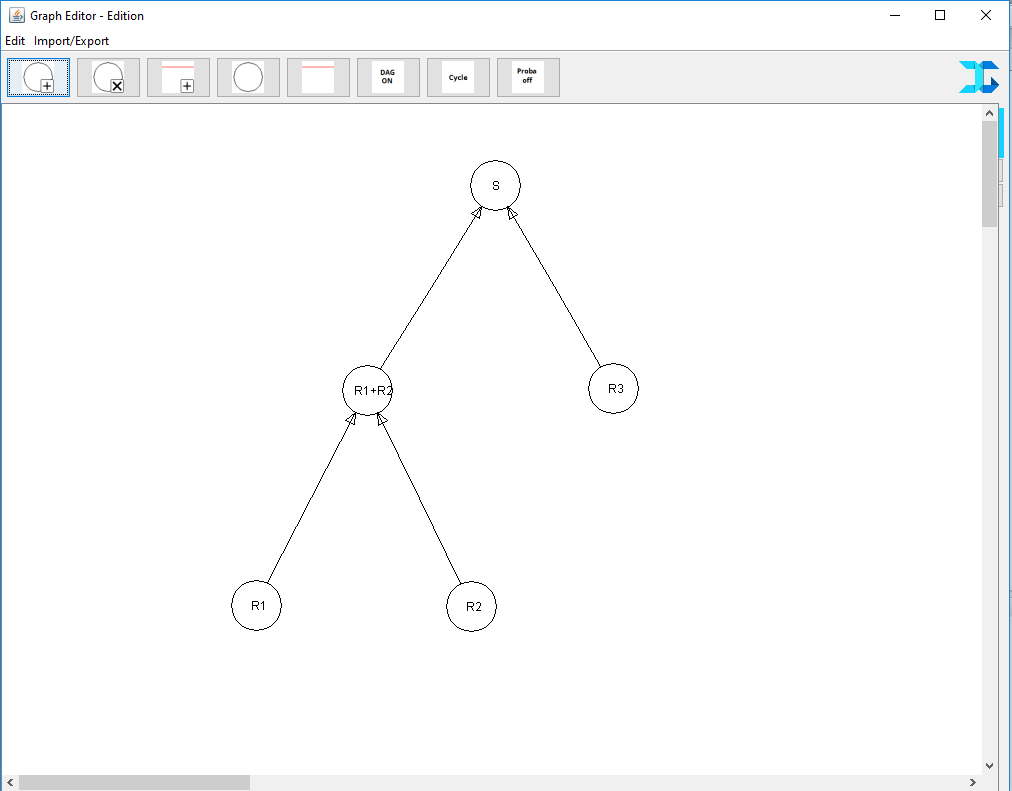 Graph Editor - Edition
Edit Import/Export
DAG
ON
Cycle
Proba
off
S
R1+R2
R3
R1
R2